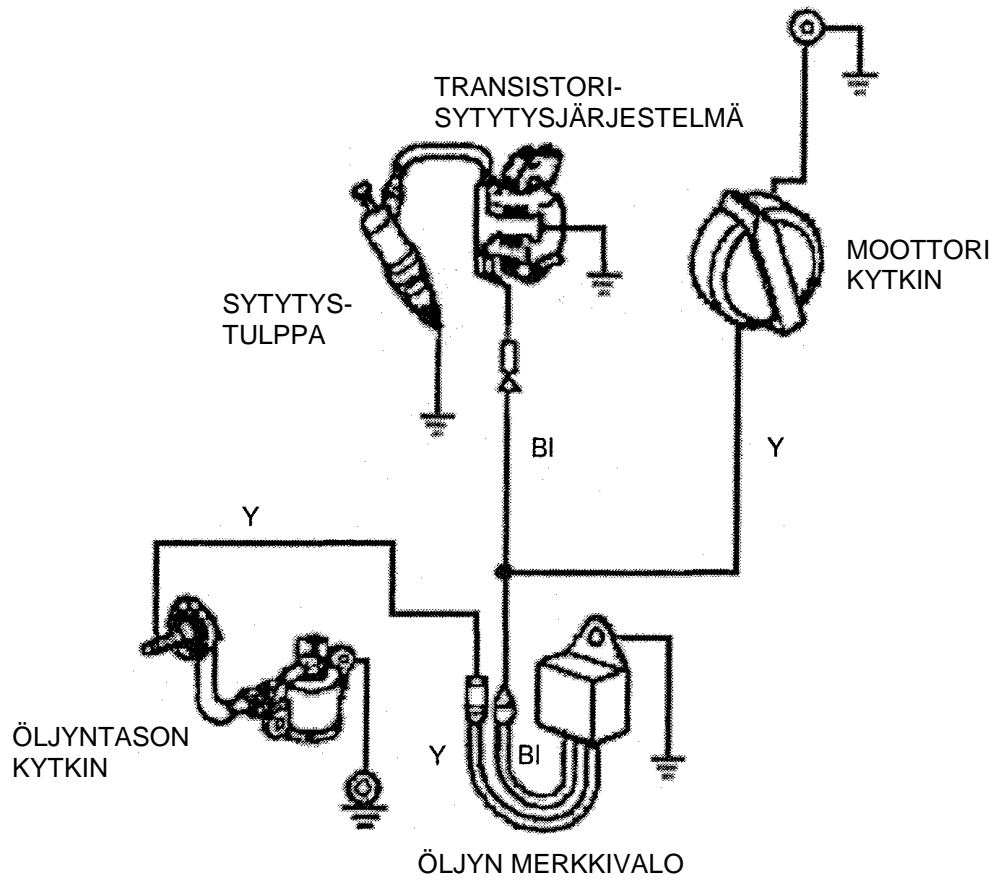 TRANSISTORI-
SYTYTYSJÄRJESTELMÄ
MOOTTORI
KYTKIN
SYTYTYS-
TULPPA
Bl
Y
Y
ÖLJYNTASON
KYTKIN
Y
Bl
ÖLJYN MERKKIVALO